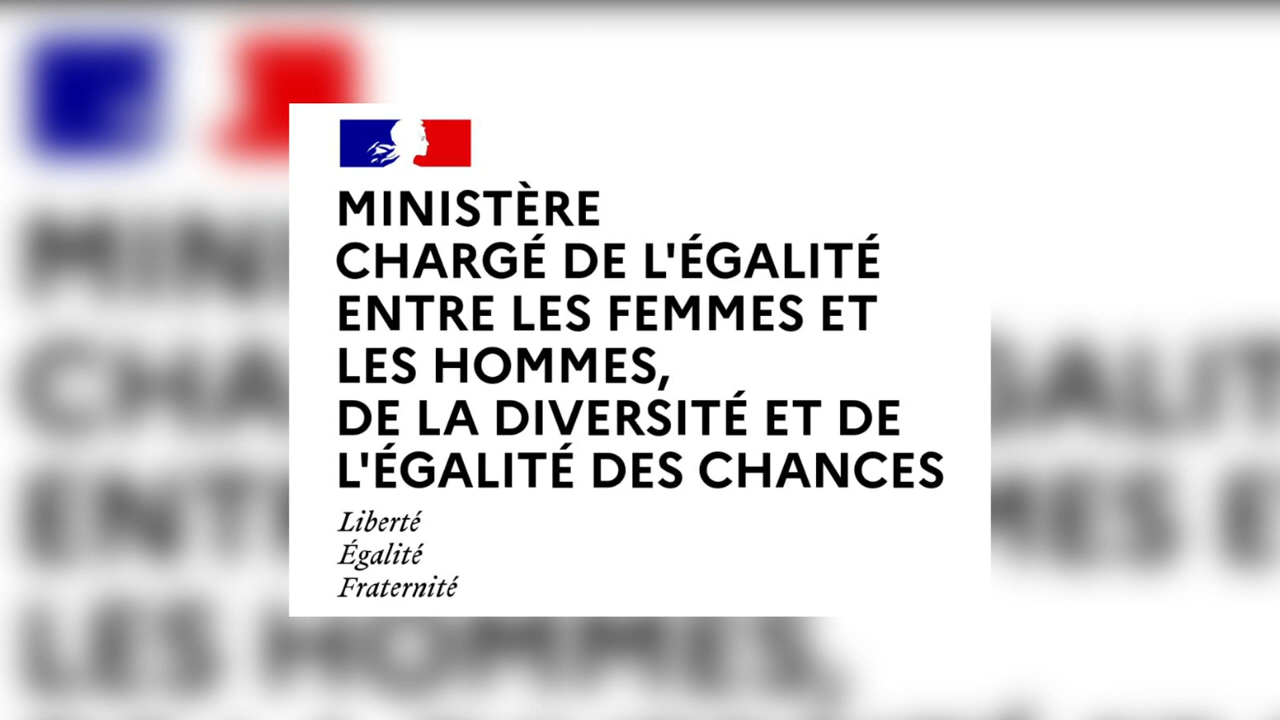 MINISTÈRE
CHARGÉ DE L'ÉGALITÉ
ENTRE LES FEMMES ET
LES HOMMES,
DE LA DIVERSITÉ ET DE
L'ÉGALITÉ DES CHANCES
Liberté
Égalité
Fraternité